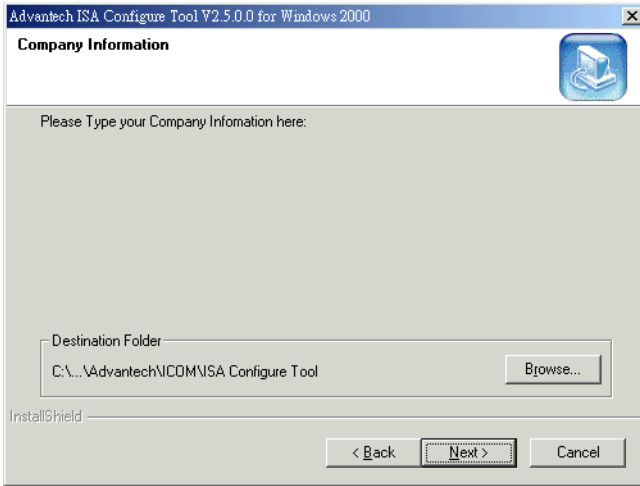 Advantech ISA Configure Tool V2.5.0.0 for Windows 2000
Company Information
Please Type your Company Infomation here:
Destination Folder
C:\...\Advantech\ICOM\ISA Configure Tool
Browse...
InstallShield
< Back
Next >
Cancel